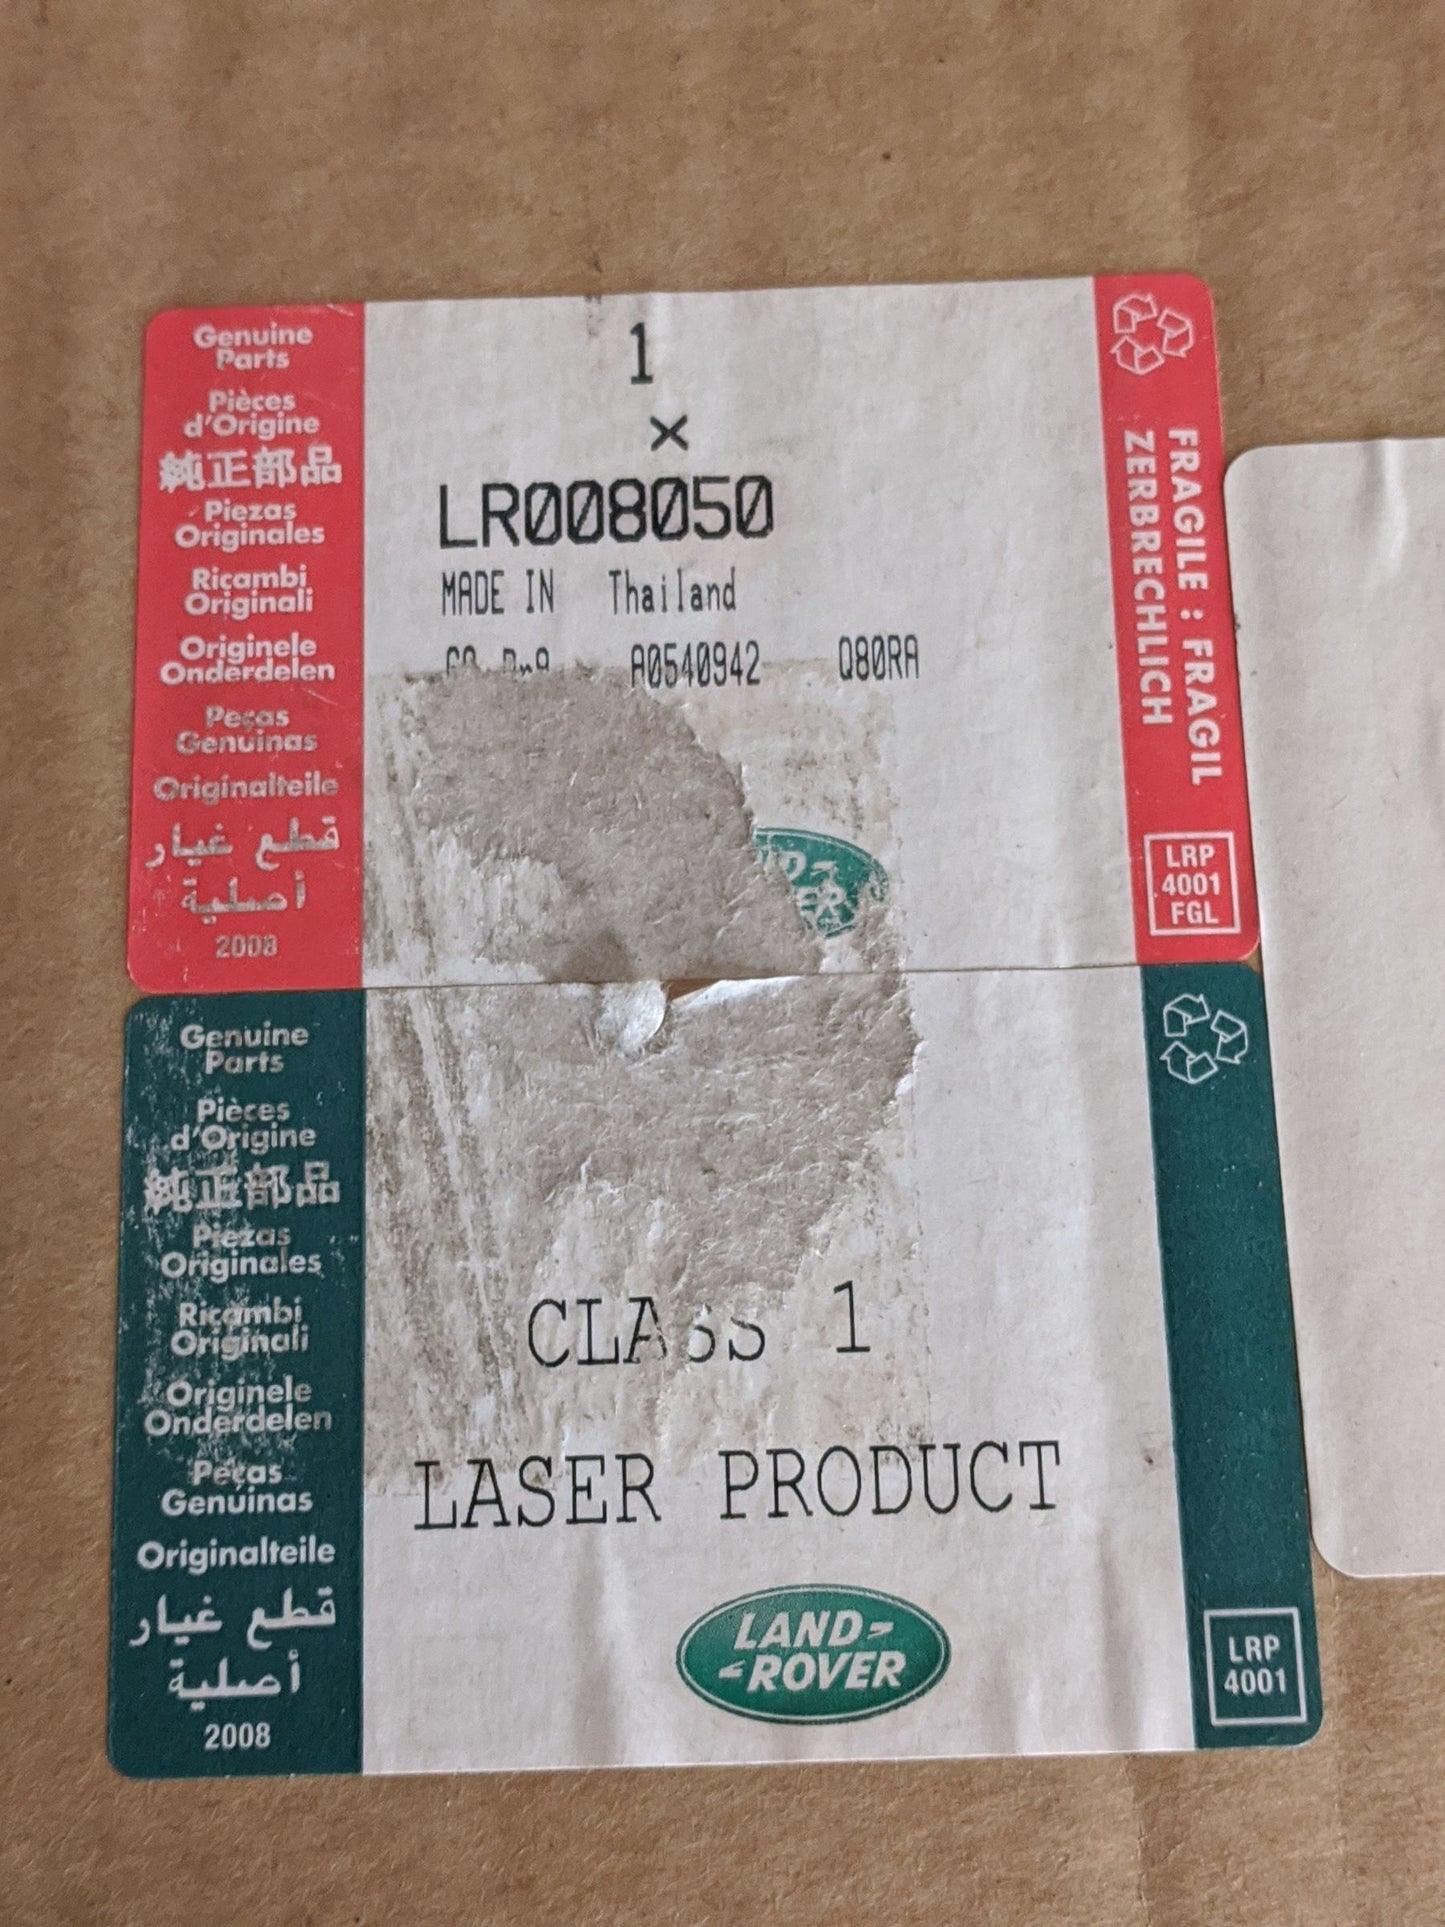 Genuine
Parts
Pièces
d'Origine
純正部品
Piezas
Originales
Ricambi
Originali
Originele
Onderdelen
Peças
Genuinas
Originalteile
قطع غيار
أصلية
2008
1
×
LR008050
MADE IN Thailand
A0540942 Q80RA
FRAGILE : FRAGIL
ZERBRECHLICH
LRP
4001
FGL
Genuine
Parts
Pièces
d'Origine
純正部品
Piezas
Originales
Ricambi
Originali
Originele
Onderdelen
Peças
Genuinas
Originalteile
قطع غيار
أصلية
2008
CLASS 1
LASER PRODUCT
LAND-
-ROVER
LRP
4001